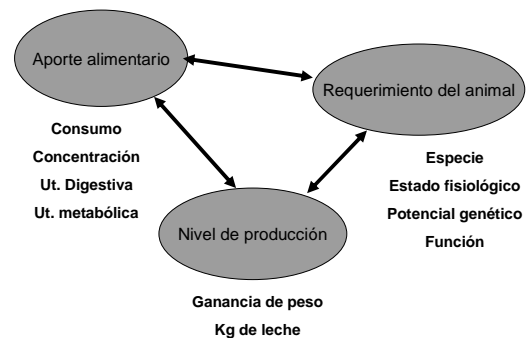 Aporte alimentario
Consumo
Concentración
Ut. Digestiva
Ut. metabólica
Requerimiento del animal
Especie
Estado fisiológico
Potencial genético
Función
Nivel de producción
Ganancia de peso
Kg de leche